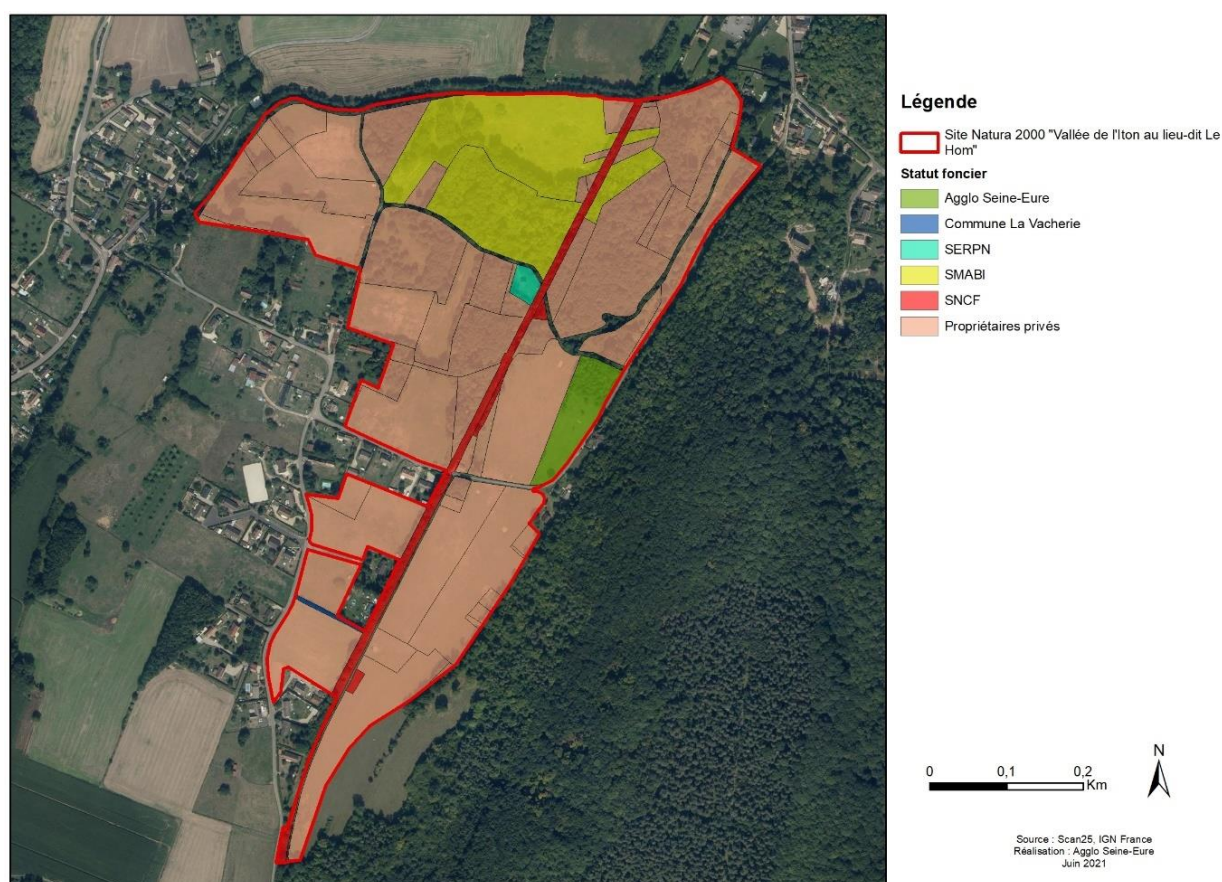 Légende
Site Natura 2000 "Vallée de l'Iton au lieu-dit Le
Hom"
Statut foncier
Agglo Seine-Eure
Commune La Vacherie
SERPN
SMABI
SNCF
Propriétaires privés
N
0 0,1 0,2
Km
Source : Scan25, IGN France
Réalisation : Agglo Seine-Eure
Juin 2021